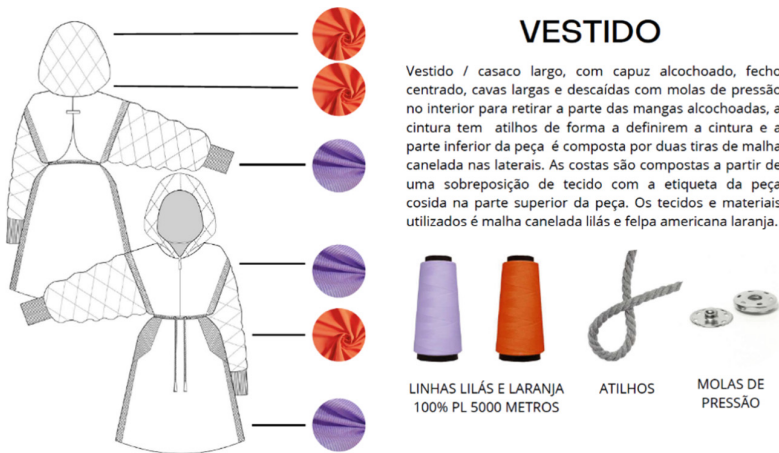 VESTIDO
Vestido / casaco largo, com capuz alcochoado, fecho
centrado, cavas largas e descaídas com molas de pressão
no interior para retirar a parte das mangas alcochoadas, a
cintura tem atilhos de forma a definirem a cintura e a
parte inferior da peça é composta por duas tiras de malha
canelada nas laterais. As costas são compostas a partir de
uma sobreposição de tecido com a etiqueta da peça
cosida na parte superior da peça. Os tecidos e materiais
utilizados é malha canelada lilás e felpa americana laranja.
LINHAS LILÁS E LARANJA
100% PL 5000 METROS
ATILHOS
MOLAS DE
PRESSÃO